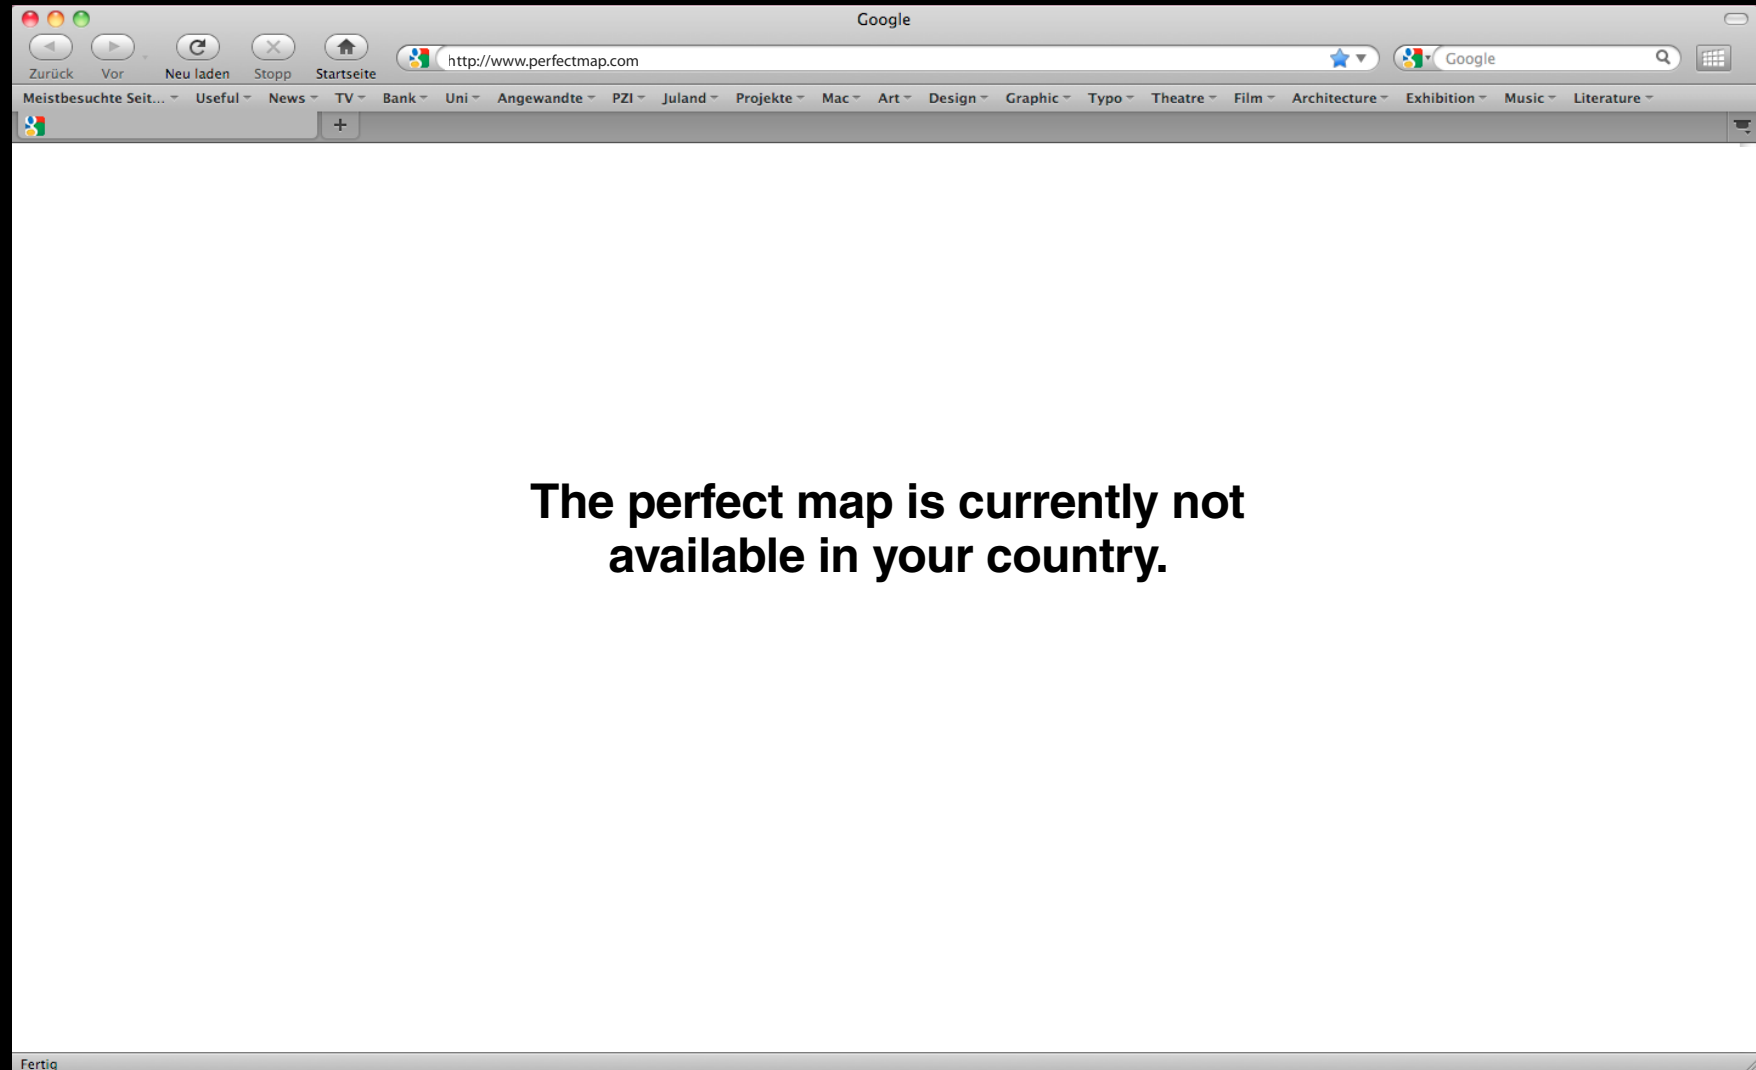 Google
Zurück Vor Neu laden Stopp Startseite
http://www.perfectmap.com
Google
Meistbesuchte Seit... Useful News TV Bank Uni Angewandte PZI Juland Projekte Mac Art Design Graphic Typo Theatre Film Architecture Exhibition Music Literature
The perfect map is currently not
available in your country.
Fertig